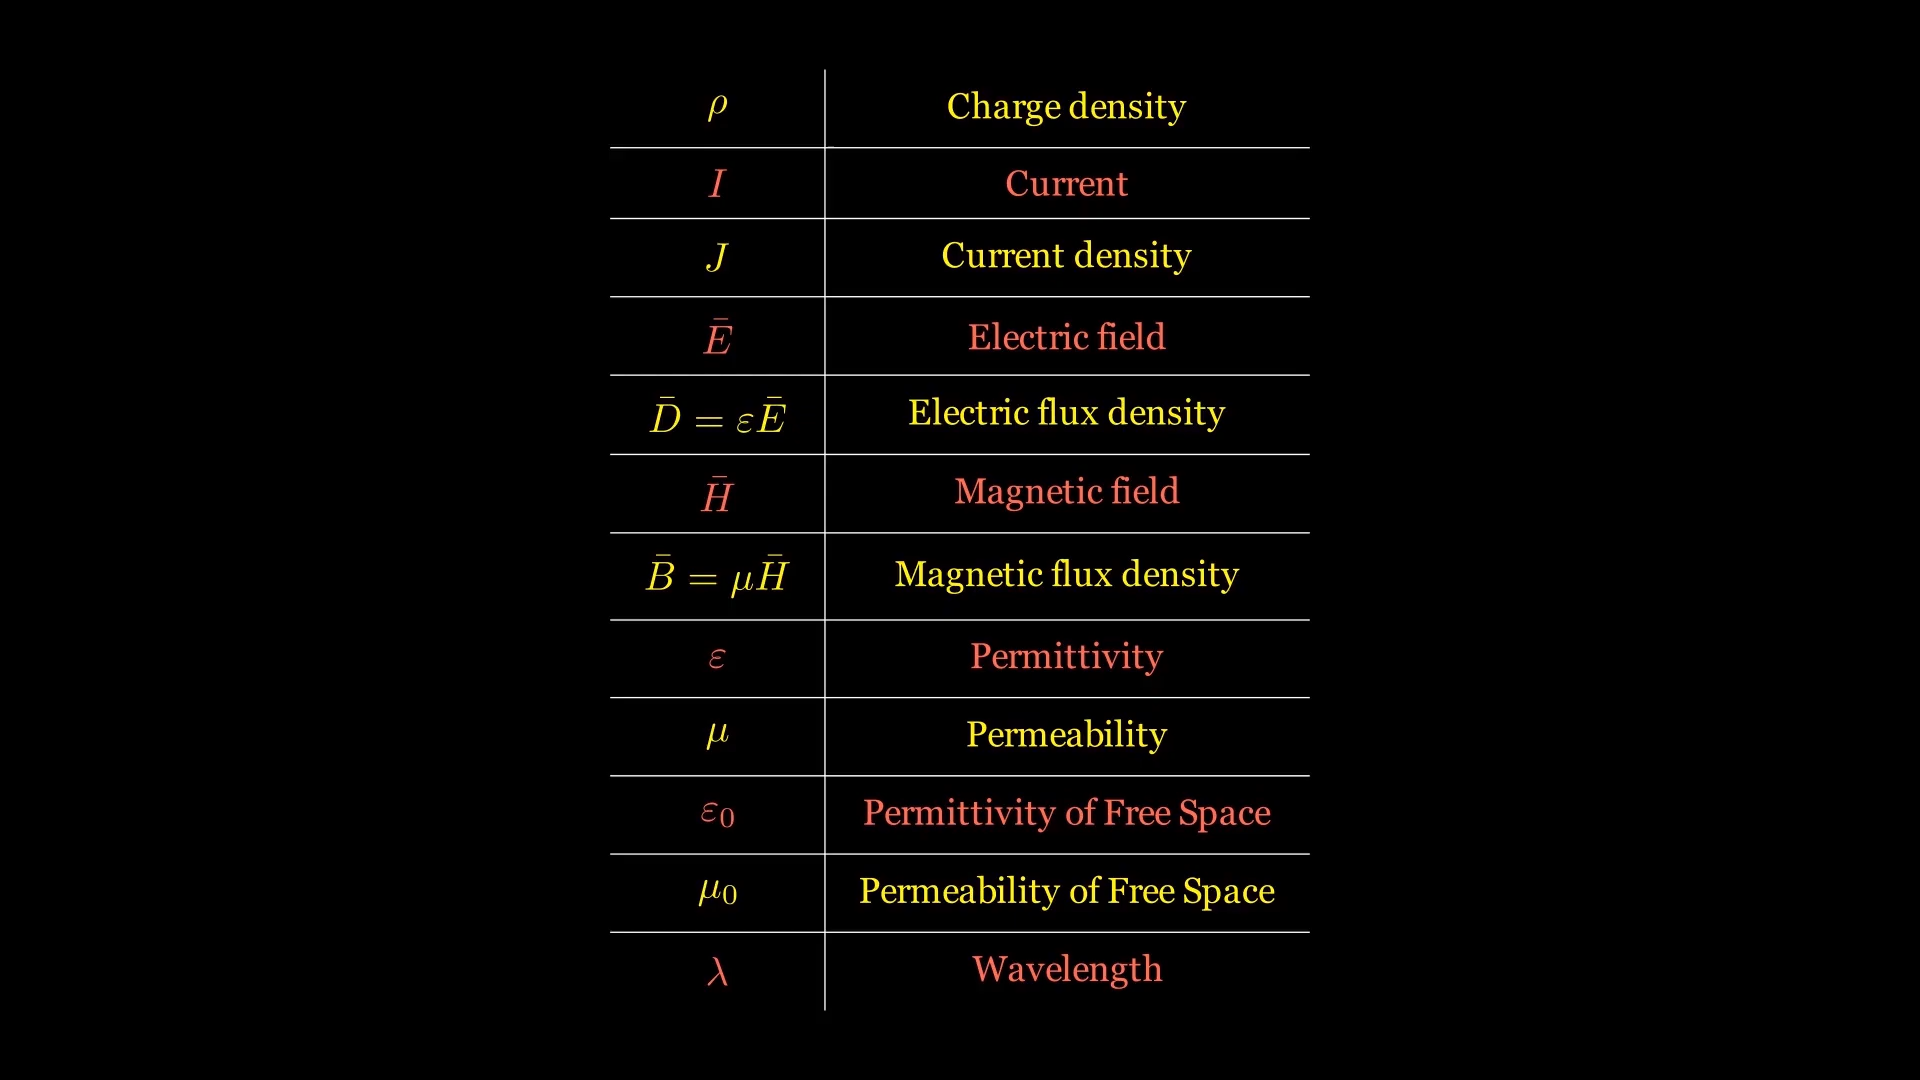 ρ Charge density
I Current
J Current density
Ē Electric field
D̄ = εĒ Electric flux density
H̄ Magnetic field
B̄ = μH̄ Magnetic flux density
ε Permittivity
μ Permeability
ε₀ Permittivity of Free Space
μ₀ Permeability of Free Space
λ Wavelength